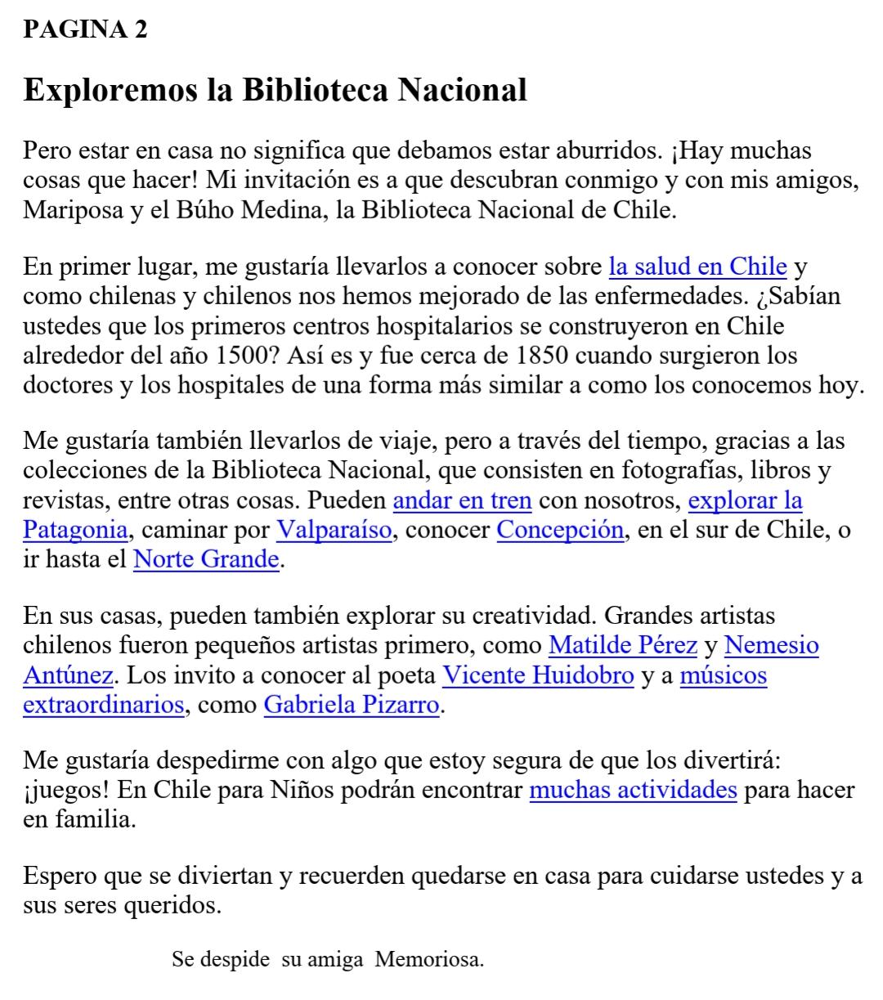 PAGINA 2
Exploremos la Biblioteca Nacional
Pero estar en casa no significa que debamos estar aburridos. ¡Hay muchas
cosas que hacer! Mi invitación es a que descubran conmigo y con mis amigos,
Mariposa y el Búho Medina, la Biblioteca Nacional de Chile.
En primer lugar, me gustaría llevarlos a conocer sobre la salud en Chile y
como chilenas y chilenos nos hemos mejorado de las enfermedades. ¿Sabían
ustedes que los primeros centros hospitalarios se construyeron en Chile
alrededor del año 1500? Así es y fue cerca de 1850 cuando surgieron los
doctores y los hospitales de una forma más similar a como los conocemos hoy.
Me gustaría también llevarlos de viaje, pero a través del tiempo, gracias a las
colecciones de la Biblioteca Nacional, que consisten en fotografías, libros y
revistas, entre otras cosas. Pueden andar en tren con nosotros, explorar la
Patagonia, caminar por Valparaíso, conocer Concepción, en el sur de Chile, o
ir hasta el Norte Grande.
En sus casas, pueden también explorar su creatividad. Grandes artistas
chilenos fueron pequeños artistas primero, como Matilde Pérez y Nemesio
Antúnez. Los invito a conocer al poeta Vicente Huidobro y a músicos
extraordinarios, como Gabriela Pizarro.
Me gustaría despedirme con algo que estoy segura de que los divertirá:
¡juegos! En Chile para Niños podrán encontrar muchas actividades para hacer
en familia.
Espero que se diviertan y recuerden quedarse en casa para cuidarse ustedes y a
sus seres queridos.
Se despide  su amiga  Memoriosa.